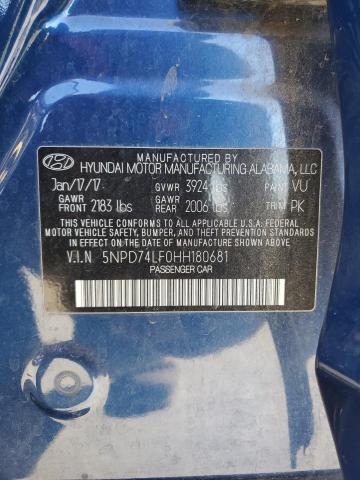 MANUFACTURED BY
HYUNDAI MOTOR MANUFACTURING ALABAMA, LLC
Jan/17/17 GVWR 3924 lbs PAINT VU
GAWR FRONT 2183 lbs GAWR REAR 2006 lbs TRIM PK
THIS VEHICLE CONFORMS TO ALL APPLICABLE U.S.A. FEDERAL
MOTOR VEHICLE SAFETY, BUMPER, AND THEFT PREVENTION
STANDARDS IN EFFECT ON THE DATE OF MANUFACTURE SHOWN ABOVE.
V.I.N 5NPD74LF0HH180681
PASSENGER CAR